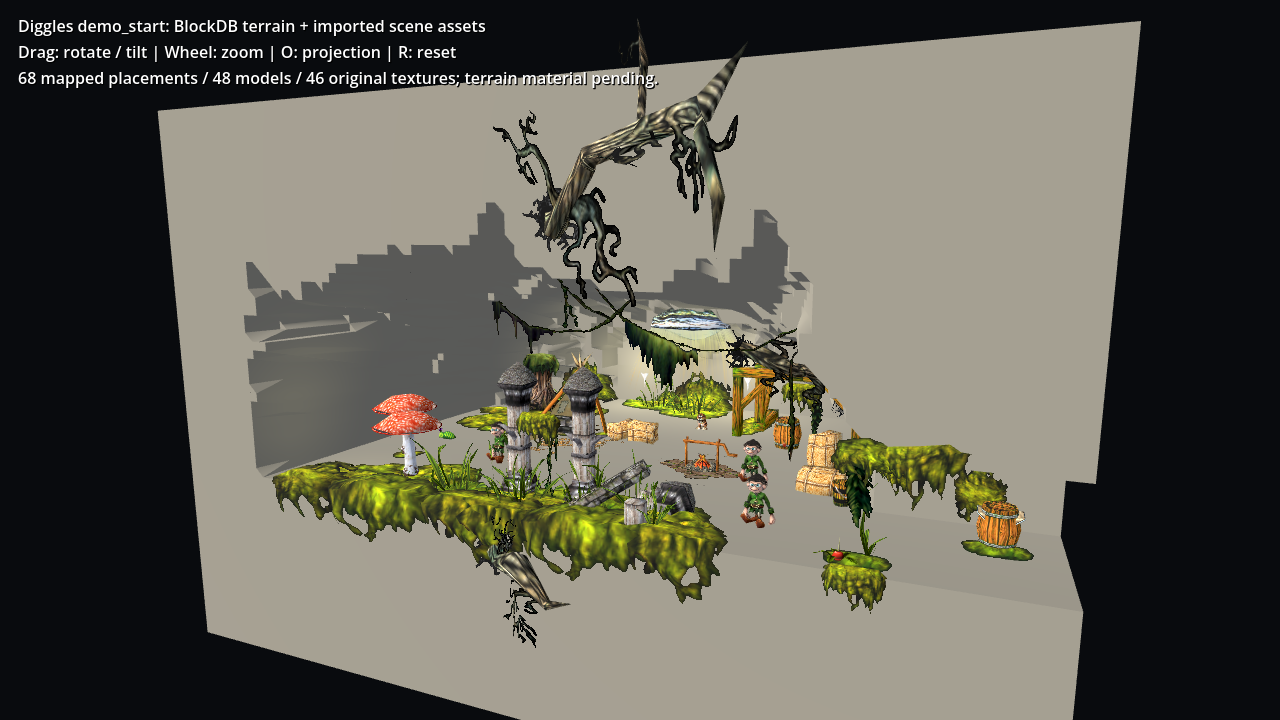 Diggles demo_start: BlockDB terrain + imported scene assets
Drag: rotate / tilt | Wheel: zoom | O: projection | R: reset
68 mapped placements / 48 models / 46 original textures; terrain material pending.